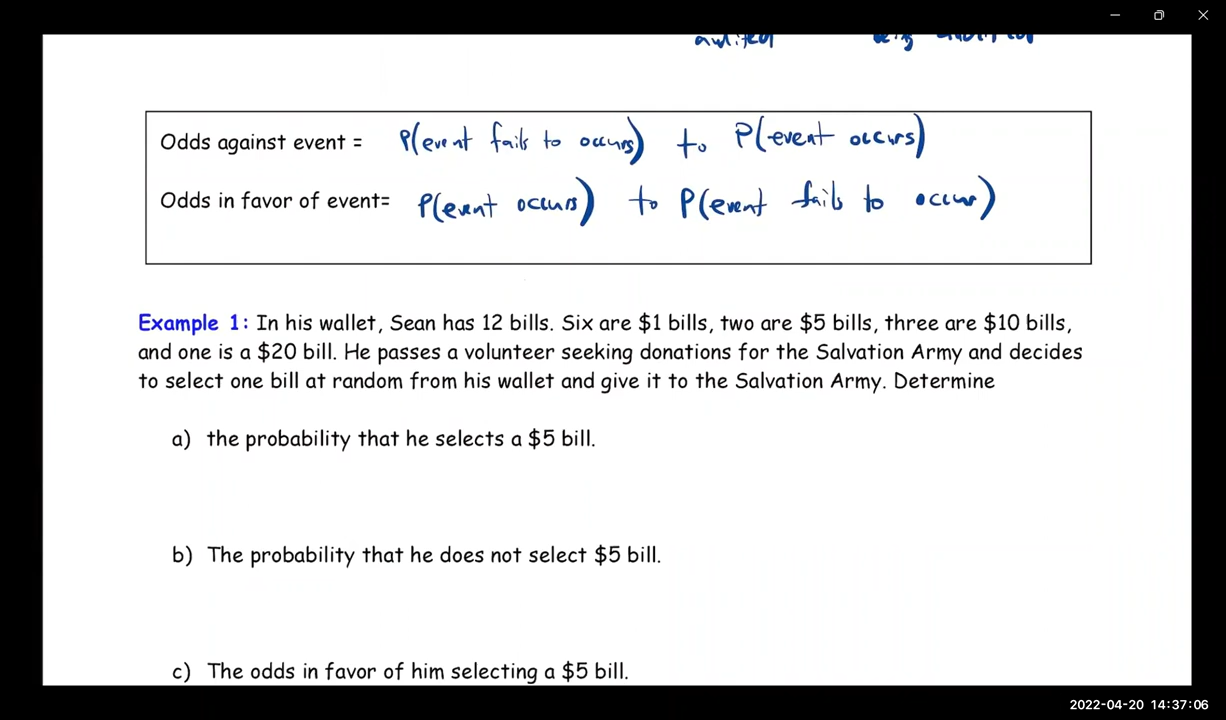 audited being audited
Odds against event = P(event fails to occurs) to P(event occurs)
Odds in favor of event= P(event occurs) to P(event fails to occur)
Example 1: In his wallet, Sean has 12 bills. Six are $1 bills, two are $5 bills, three are $10 bills,
and one is a $20 bill. He passes a volunteer seeking donations for the Salvation Army and decides
to select one bill at random from his wallet and give it to the Salvation Army. Determine
a) the probability that he selects a $5 bill.
b) The probability that he does not select $5 bill.
c) The odds in favor of him selecting a $5 bill.
2022-04-20 14:37:06